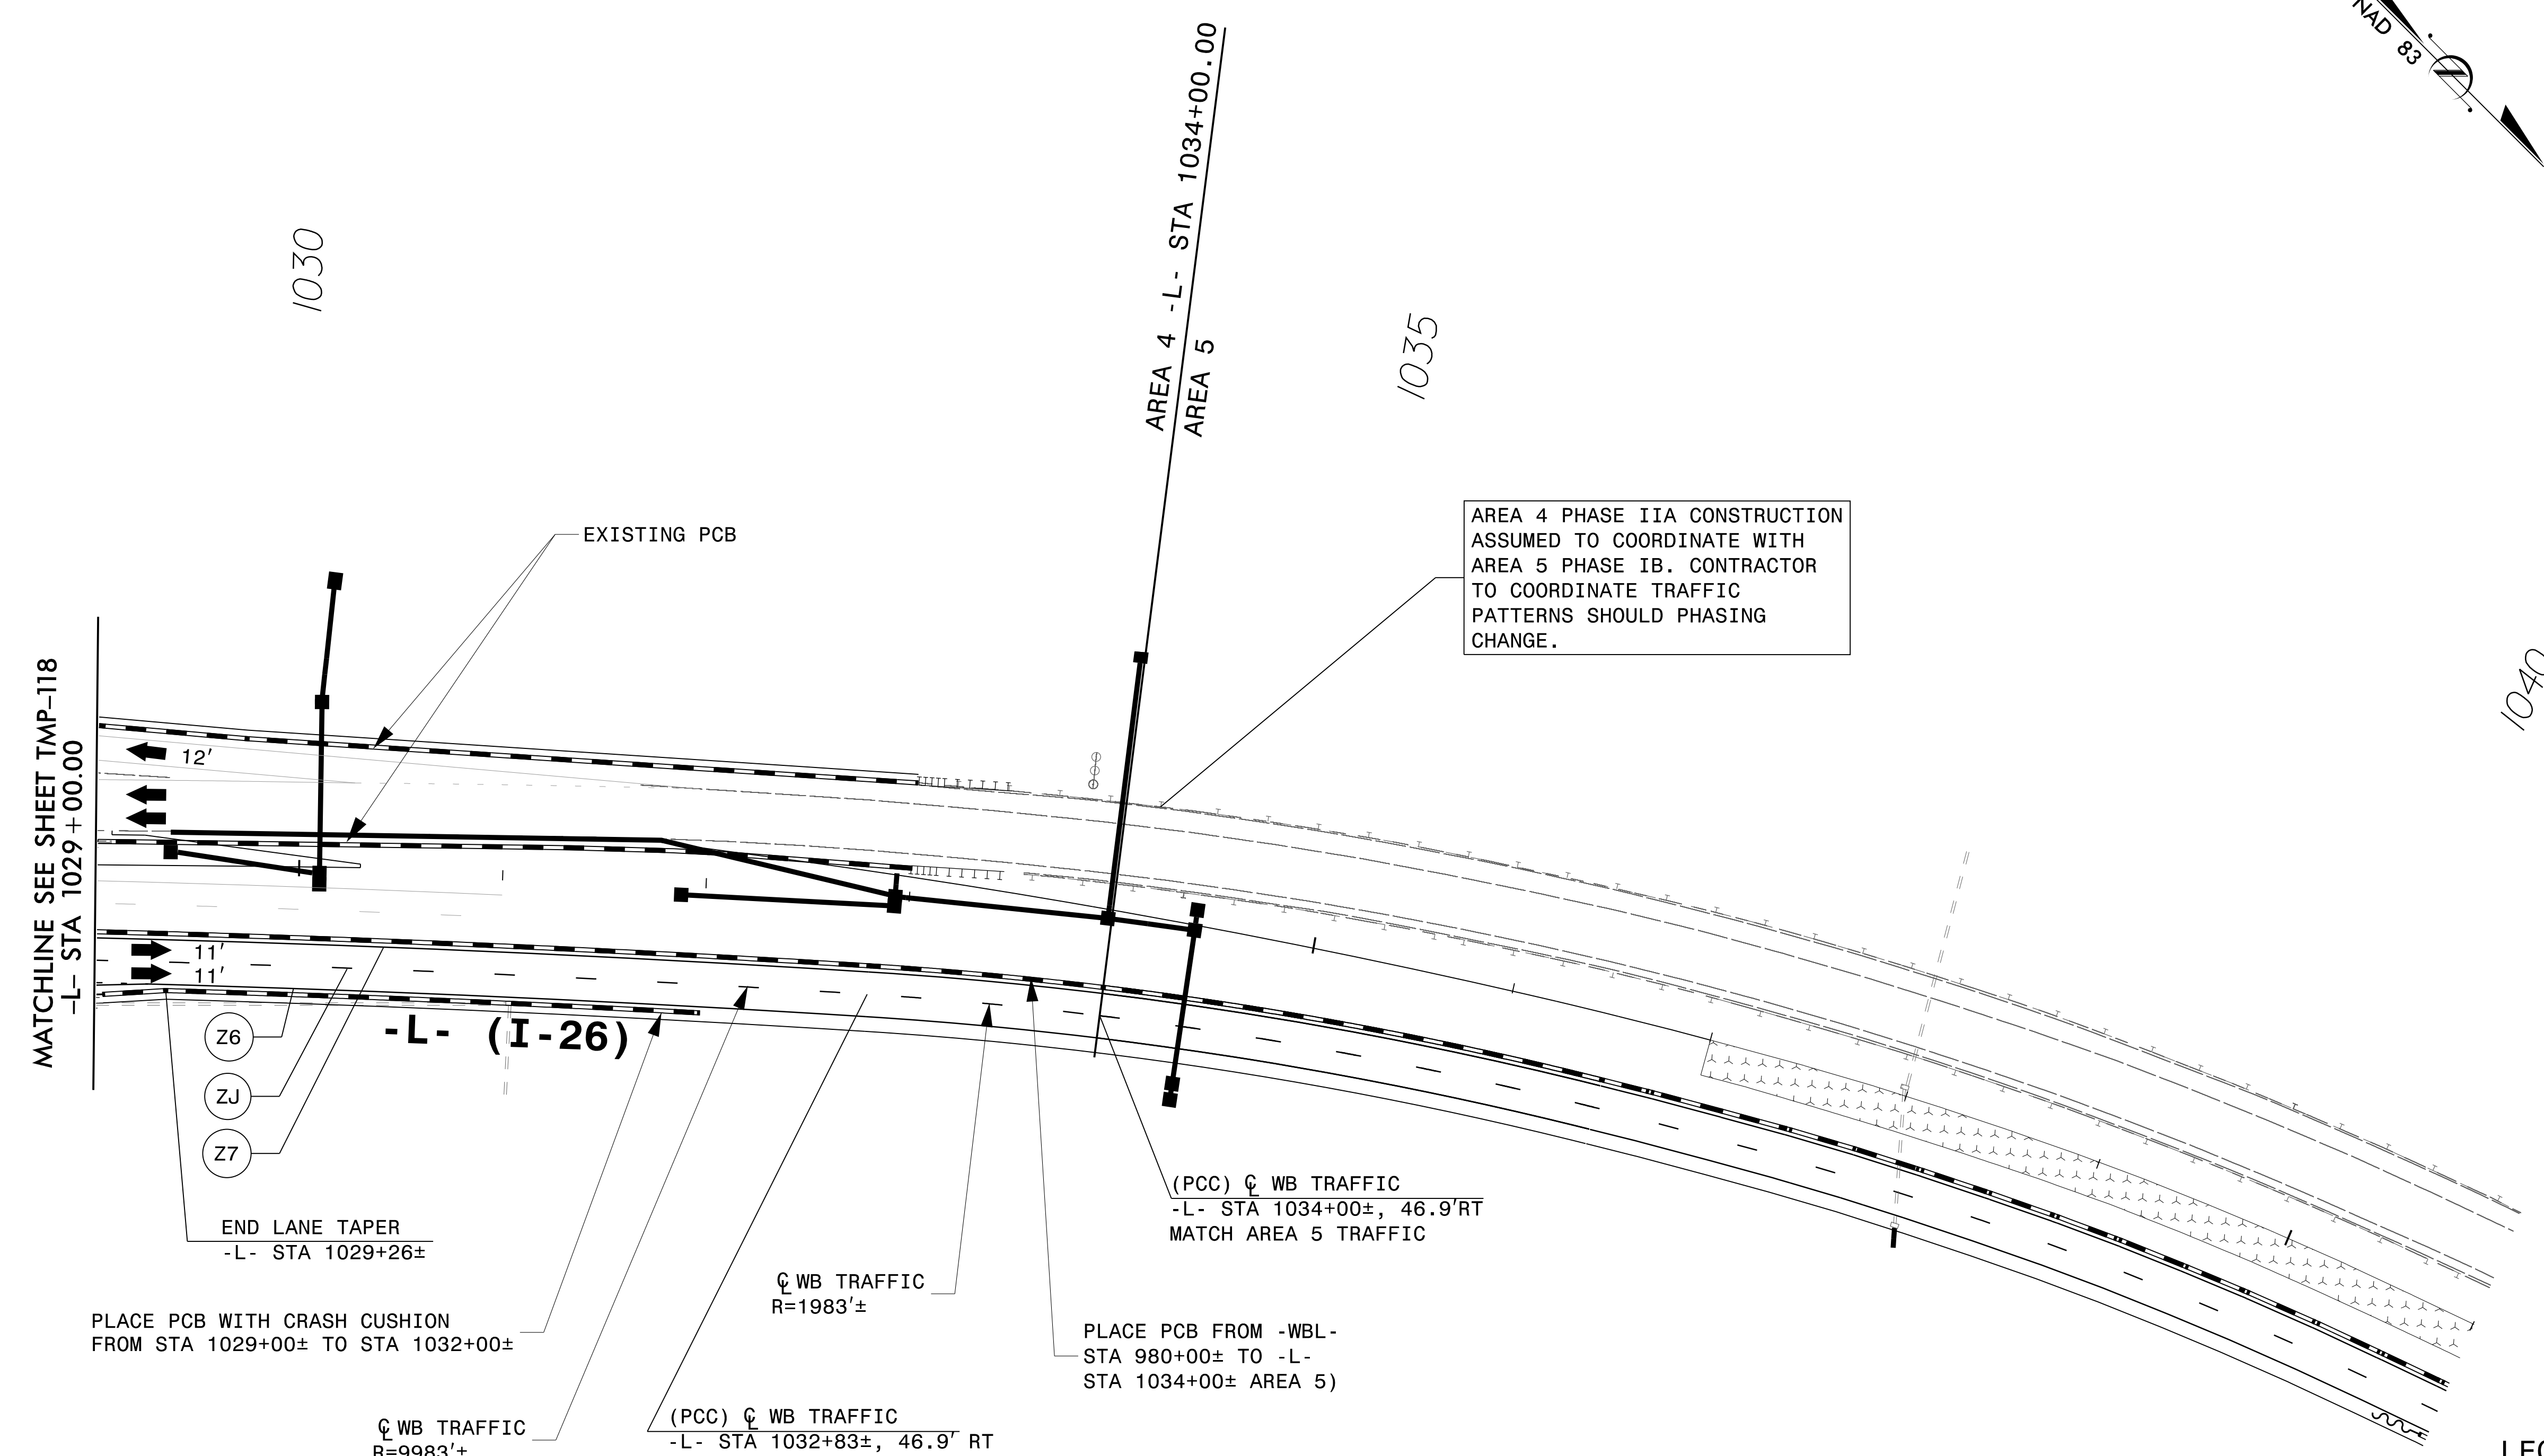 NAD 83
1030
AREA 4 -L- STA 1034+00.00
AREA 5
1035
1040
EXISTING PCB
AREA 4 PHASE IIA CONSTRUCTION
ASSUMED TO COORDINATE WITH
AREA 5 PHASE IB. CONTRACTOR
TO COORDINATE TRAFFIC
PATTERNS SHOULD PHASING
CHANGE.
MATCHLINE SEE SHEET TMP-118
-L- STA 1029+00.00
12'
11'
11'
-L- (I-26)
Z6
ZJ
Z7
END LANE TAPER
-L- STA 1029+26±
PLACE PCB WITH CRASH CUSHION
FROM STA 1029+00± TO STA 1032+00±
℄ WB TRAFFIC
R=9983'±
(PCC) ℄ WB TRAFFIC
-L- STA 1032+83±, 46.9' RT
℄ WB TRAFFIC
R=1983'±
(PCC) ℄ WB TRAFFIC
-L- STA 1034+00±, 46.9'RT
MATCH AREA 5 TRAFFIC
PLACE PCB FROM -WBL-
STA 980+00± TO -L-
STA 1034+00± AREA 5)